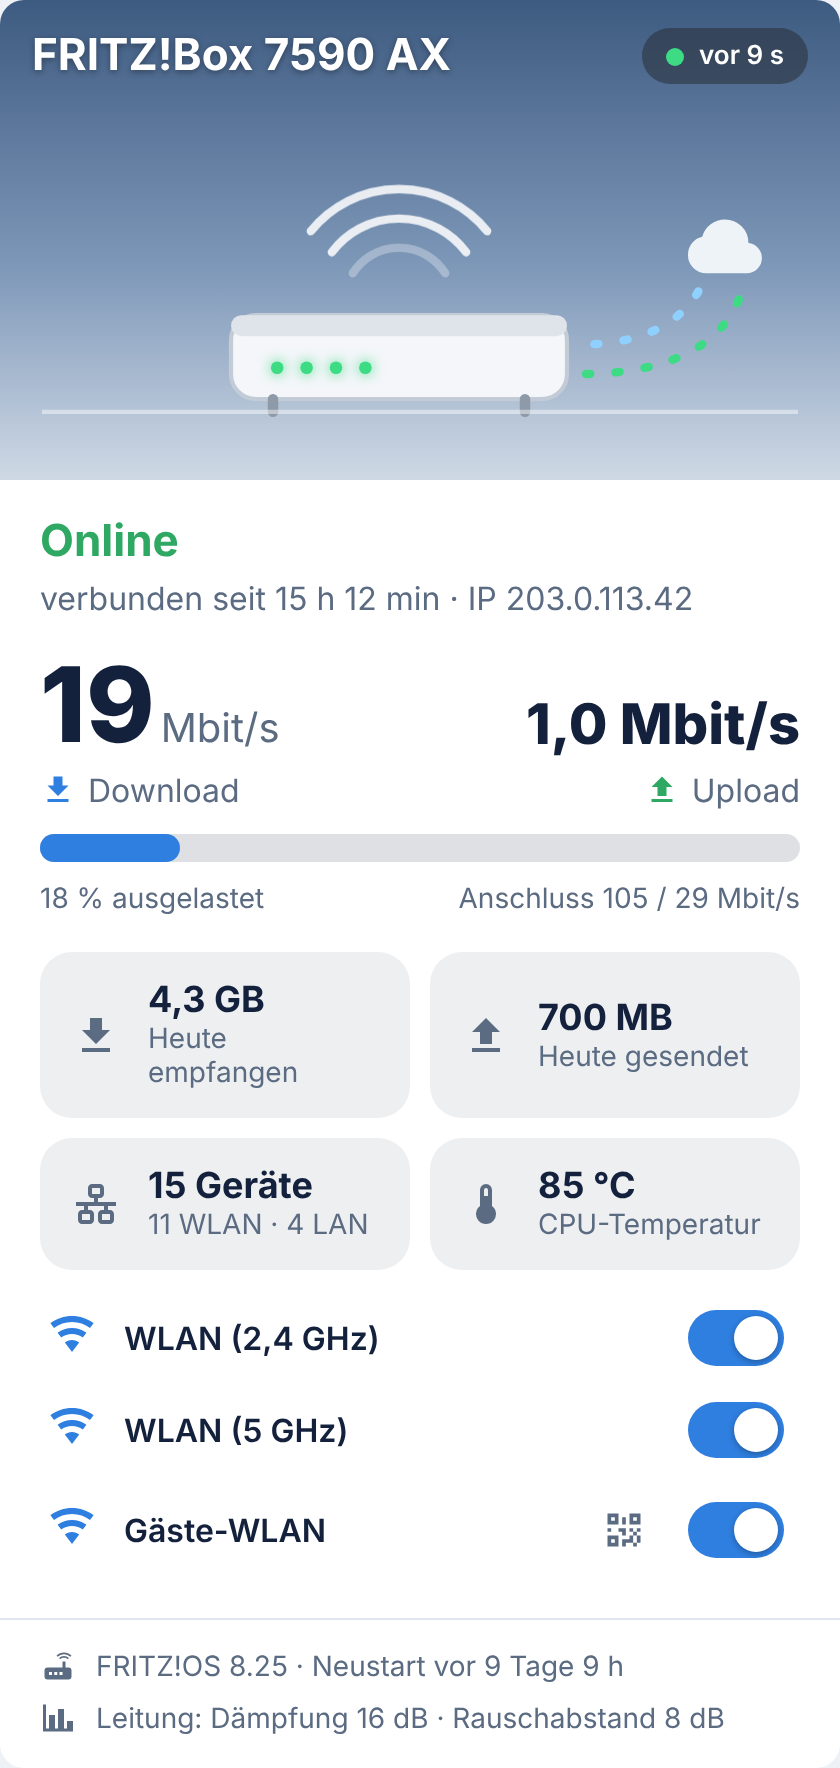 FRITZ!Box 7590 AX
vor 9 s
Online
verbunden seit 15 h 12 min · IP 203.0.113.42
19 Mbit/s
1,0 Mbit/s
Download
Upload
18 % ausgelastet
Anschluss 105 / 29 Mbit/s
4,3 GB
Heute
empfangen
700 MB
Heute gesendet
15 Geräte
11 WLAN · 4 LAN
85 °C
CPU-Temperatur
WLAN (2,4 GHz)
WLAN (5 GHz)
Gäste-WLAN
FRITZ!OS 8.25 · Neustart vor 9 Tage 9 h
Leitung: Dämpfung 16 dB · Rauschabstand 8 dB